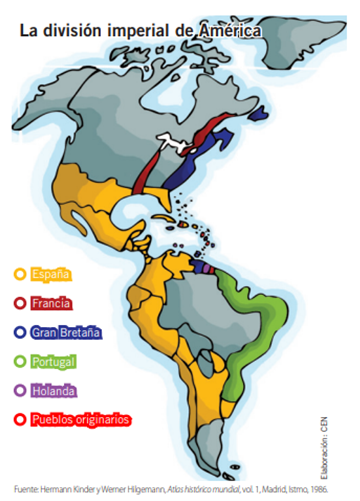 La división imperial de América
España
Francia
Gran Bretaña
Portugal
Holanda
Pueblos originarios
Elaboración: CEN
Fuente: Hermann Kinder y Werner Hilgemann, Atlas histórico mundial, vol. 1, Madrid, Istmo, 1986.